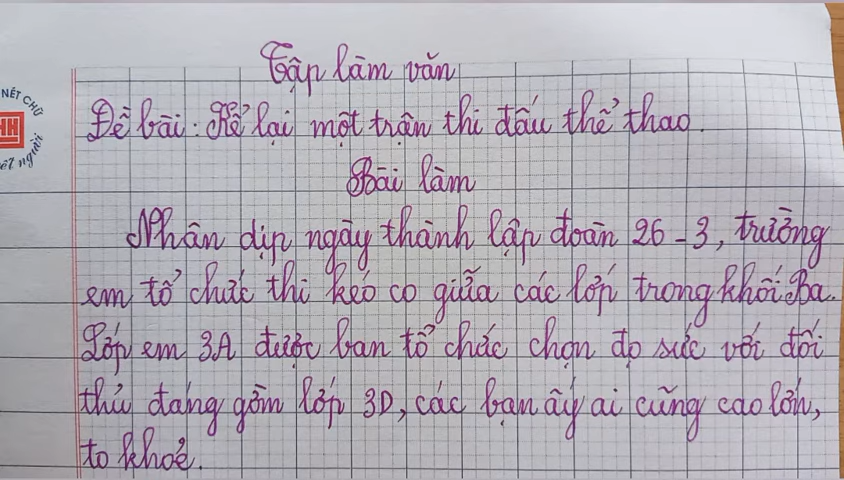 Tập làm văn
NÉT CHỮ
Đề bài: Kể lại một trận thi đấu thể thao.
Bài làm
Nhân dịp ngày thành lập đoàn 26-3, trường
em tổ chức thi kéo co giữa các lớp trong khối Ba.
Lớp em 3A được ban tổ chức chọn đọ sức với đối
thủ đáng gờm lớp 3D, các bạn ấy ai cũng cao lớn,
to khoẻ.